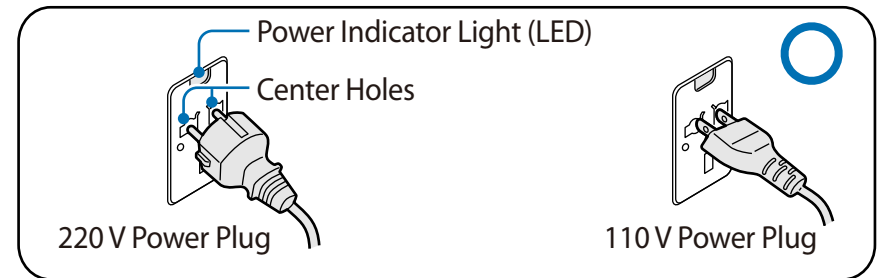 Power Indicator Light (LED)
Center Holes
220 V Power Plug
110 V Power Plug